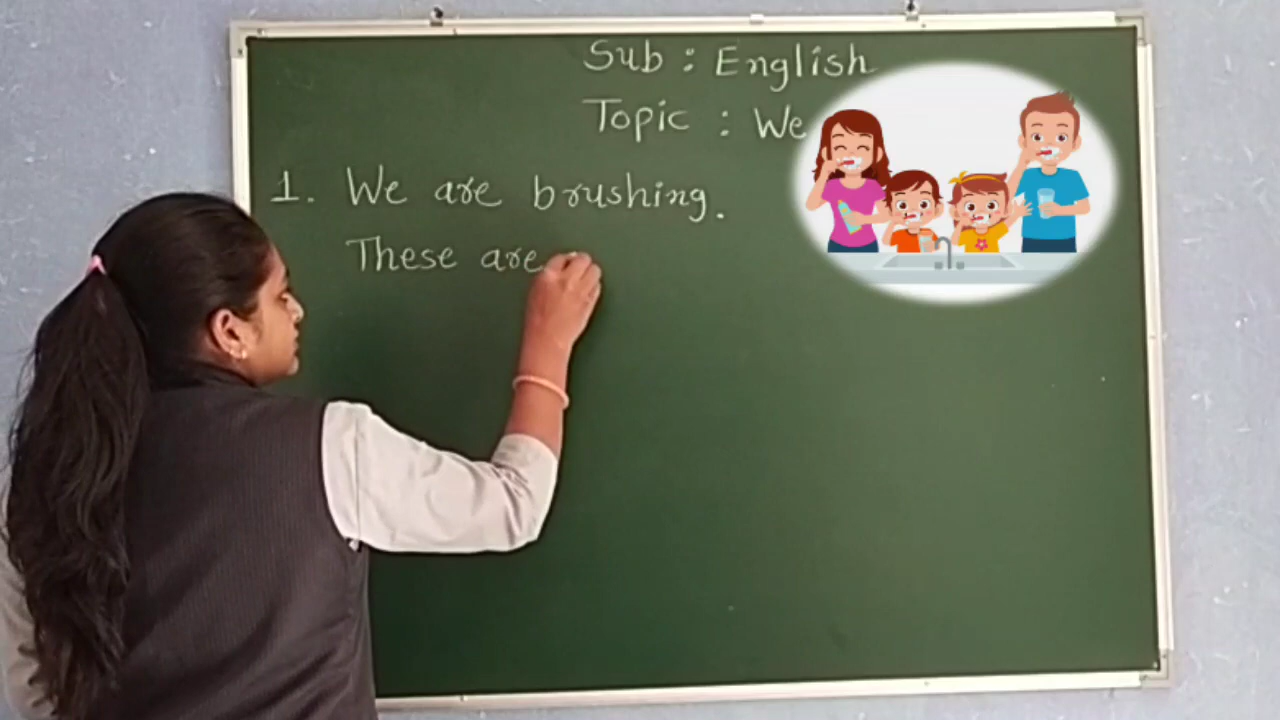 Sub : English
Topic : We
1. We are brushing.
These are